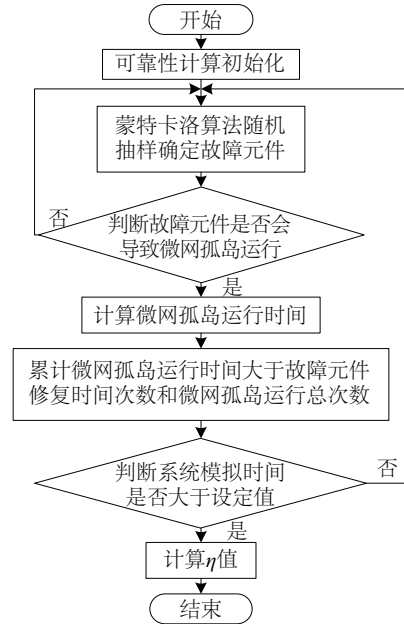 开始
可靠性计算初始化
蒙特卡洛算法随机
抽样确定故障元件
否
判断故障元件是否会
导致微网孤岛运行
是
计算微网孤岛运行时间
累计微网孤岛运行时间大于故障元件
修复时间次数和微网孤岛运行总次数
判断系统模拟时间
是否大于设定值
否
是
计算η值
结束